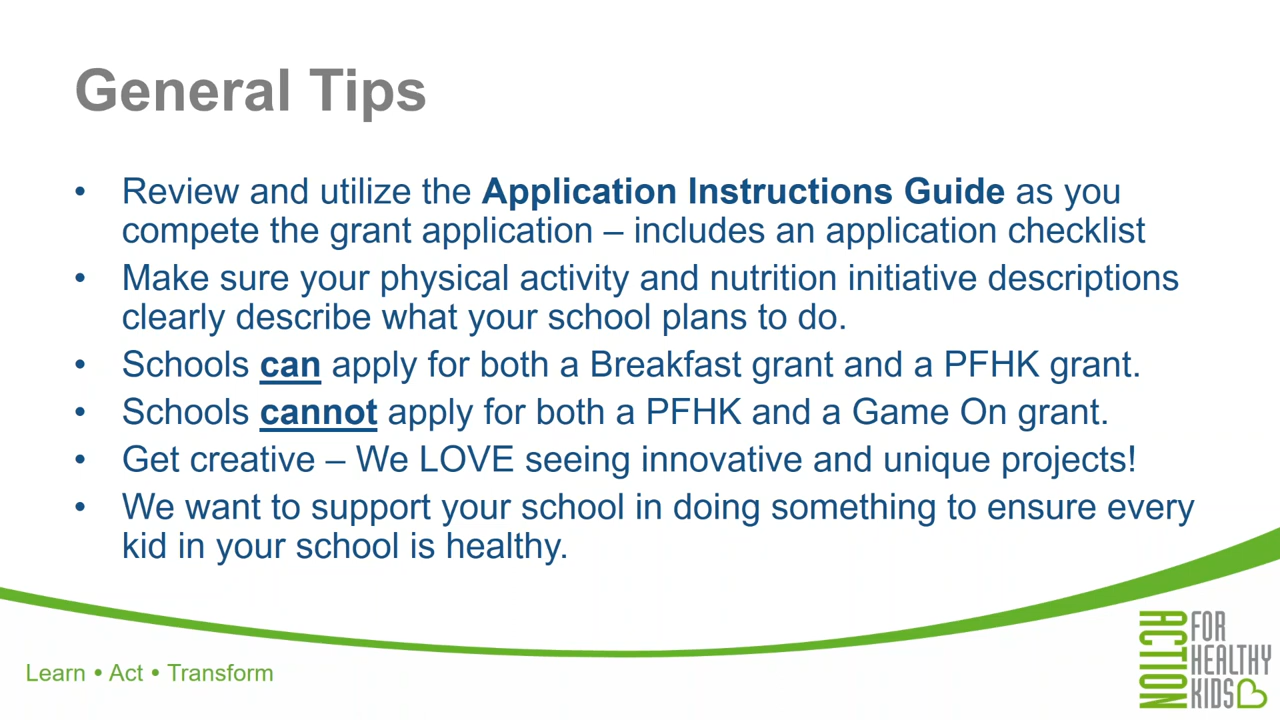 General Tips
• Review and utilize the Application Instructions Guide as you
compete the grant application – includes an application checklist
• Make sure your physical activity and nutrition initiative descriptions
clearly describe what your school plans to do.
• Schools can apply for both a Breakfast grant and a PFHK grant.
• Schools cannot apply for both a PFHK and a Game On grant.
• Get creative – We LOVE seeing innovative and unique projects!
• We want to support your school in doing something to ensure every
kid in your school is healthy.
Learn • Act • Transform
ACTION
FOR
HEALTHY
KIDS